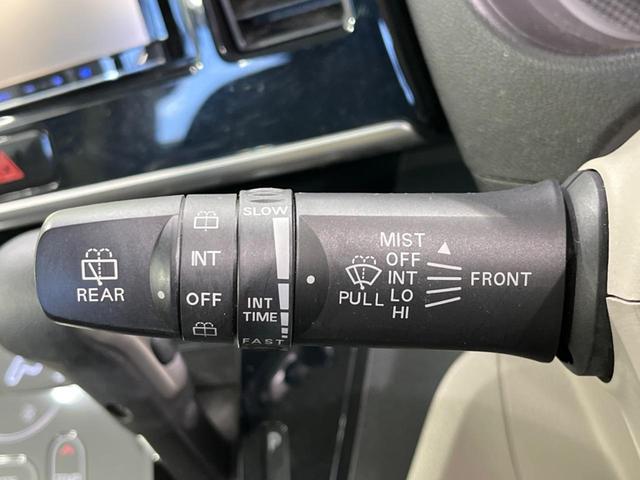 REAR
INT
OFF
SLOW
INT
TIME
FAST
PULL
MIST
OFF
INT
LO
HI
FRONT